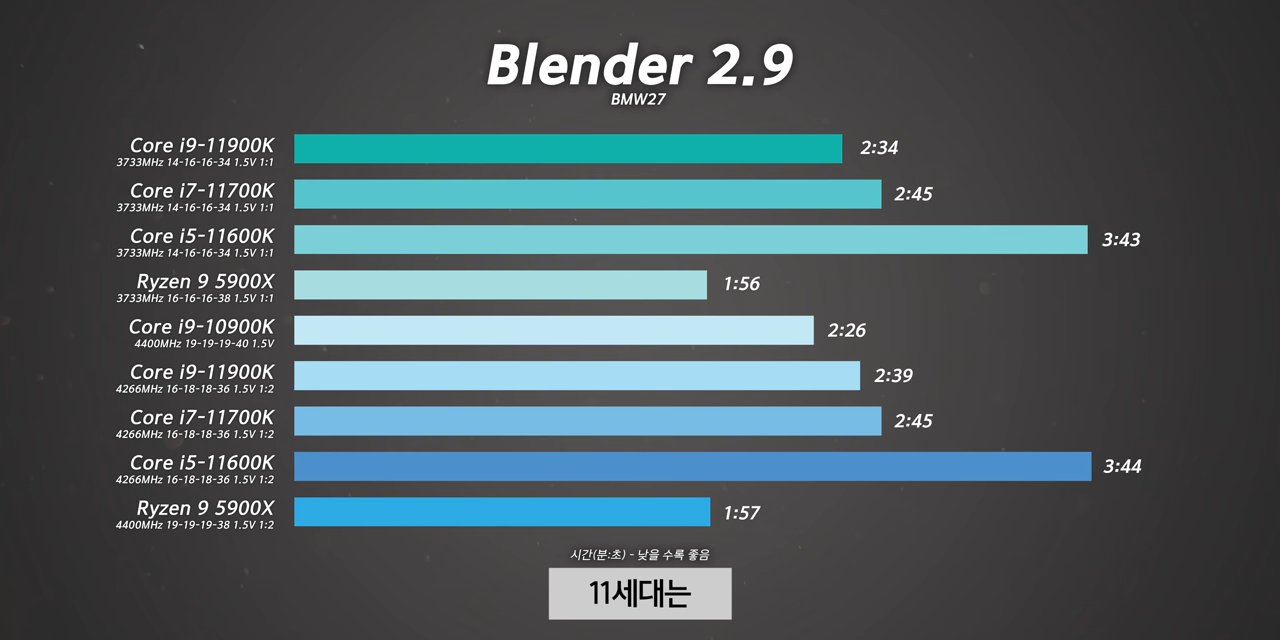 Blender 2.9
BMW27
Core i9-11900K
3733MHz 14-16-16-34 1.5V 1:1
2:34
Core i7-11700K
3733MHz 14-16-16-34 1.5V 1:1
2:45
Core i5-11600K
3733MHz 14-16-16-34 1.5V 1:1
3:43
Ryzen 9 5900X
3733MHz 16-16-16-38 1.5V 1:1
1:56
Core i9-10900K
4400MHz 19-19-19-40 1.5V
2:26
Core i9-11900K
4266MHz 16-18-18-36 1.5V 1:2
2:39
Core i7-11700K
4266MHz 16-18-18-36 1.5V 1:2
2:45
Core i5-11600K
4266MHz 16-18-18-36 1.5V 1:2
3:44
Ryzen 9 5900X
4400MHz 19-19-19-38 1.5V 1:2
1:57
시간(분:초) - 낮을 수록 좋음
11세대는